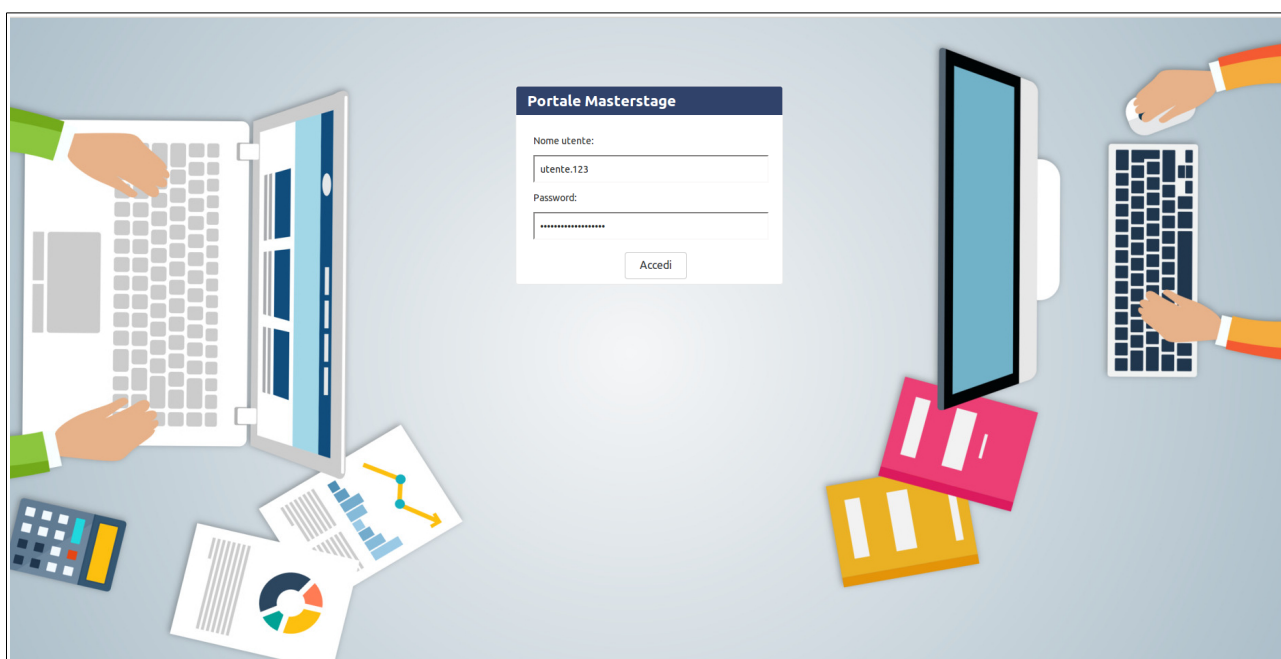 Portale Masterstage
Nome utente:
utente.123
Password:
•••••••••••••••••••
Accedi